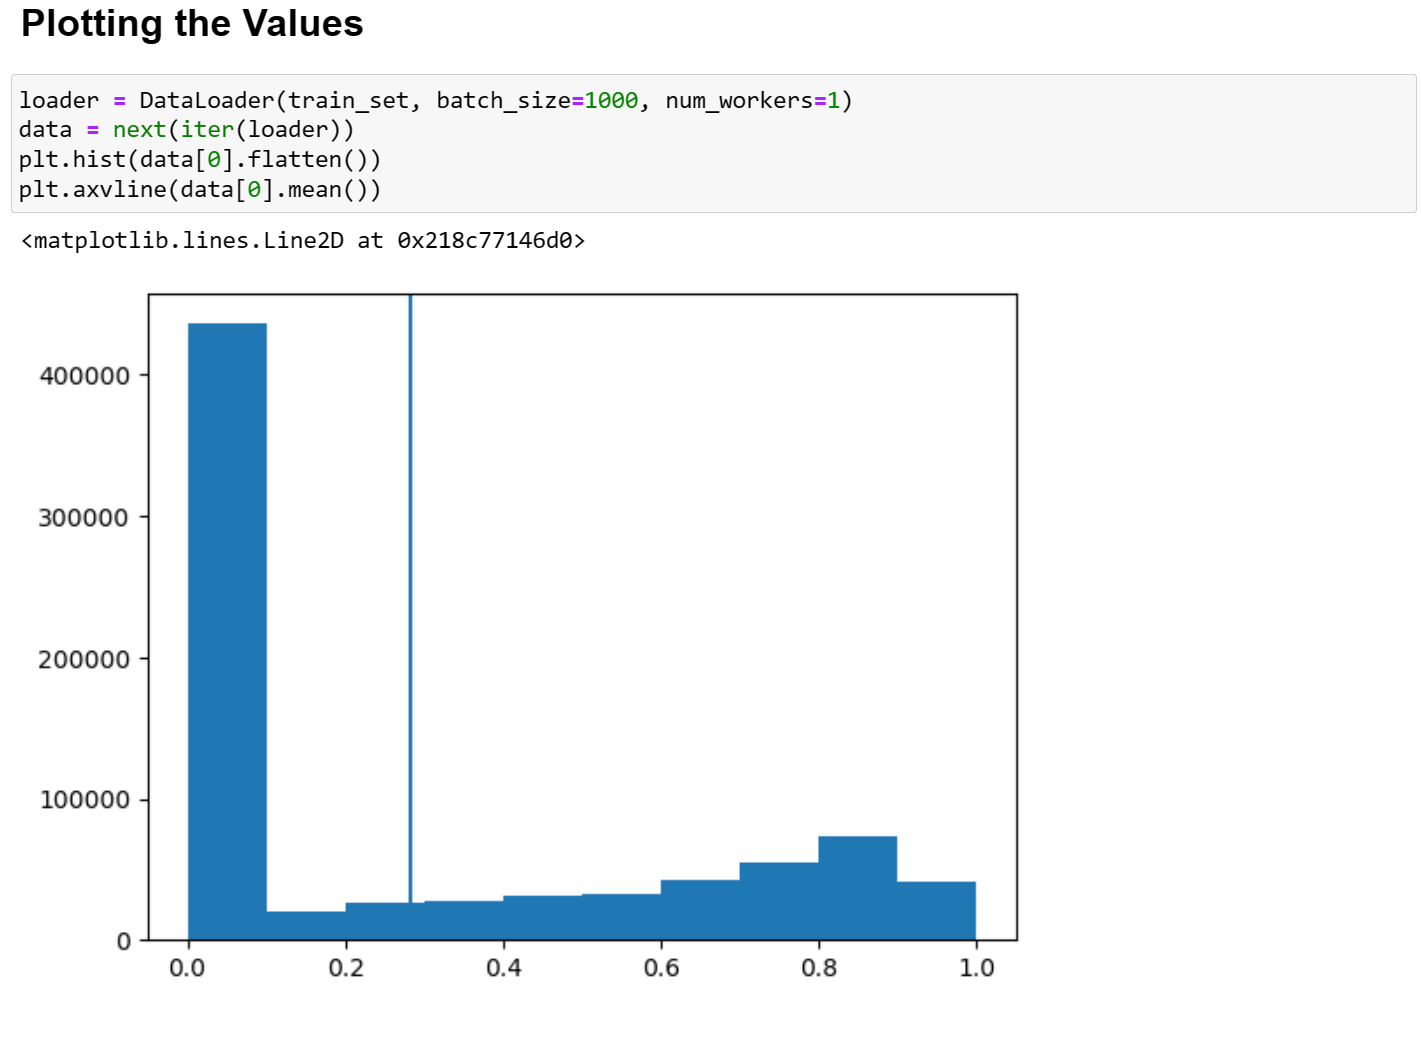 Plotting the Values
loader = DataLoader(train_set, batch_size=1000, num_workers=1)
data = next(iter(loader))
plt.hist(data[0].flatten())
plt.axvline(data[0].mean())
<matplotlib.lines.Line2D at 0x218c77146d0>
400000
300000
200000
100000
0
0.0 0.2 0.4 0.6 0.8 1.0